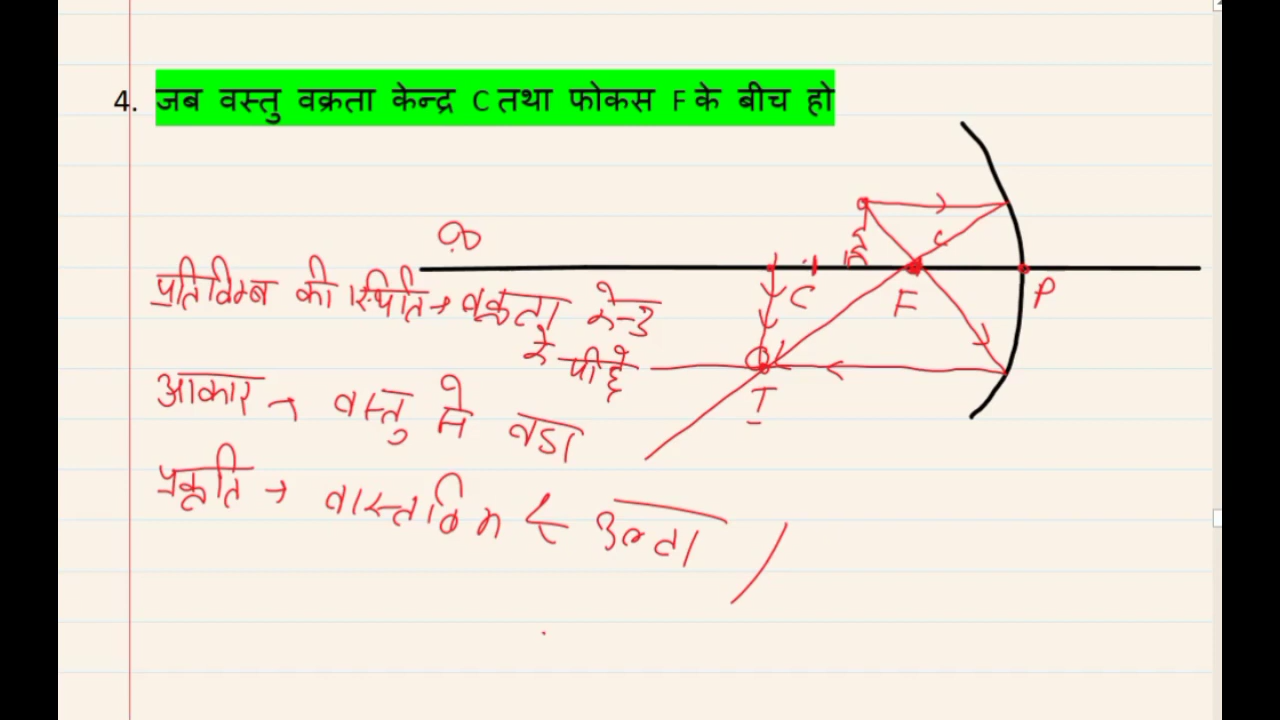 4. जब वस्तु वक्रता केन्द्र C तथा फोकस F के बीच हो
∞
प्रतिबिम्ब की स्थिति → वक्रता केन्द्र
के पीछे
C
F
P
I
आकार → वस्तु से बडा
प्रकृति → वास्तविक उल्टा